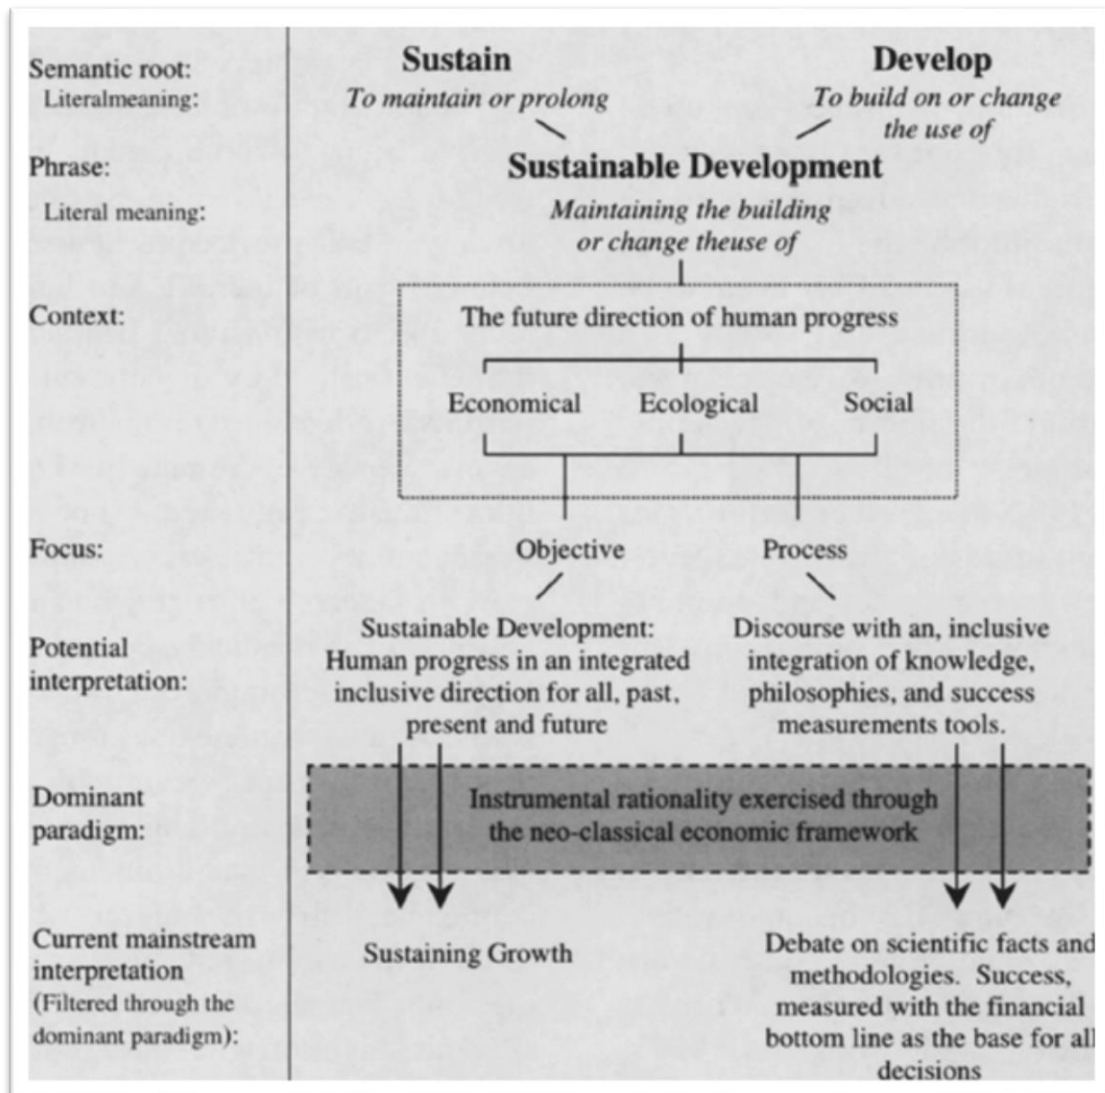 Semantic root:
Sustain
Develop
Literalmeaning:
To maintain or prolong
To build on or change
the use of
Phrase:
Sustainable Development
Literal meaning:
Maintaining the building
or change theuse of
Context:
The future direction of human progress
Economical
Ecological
Social
Focus:
Objective
Process
Potential
interpretation:
Sustainable Development:
Human progress in an integrated
inclusive direction for all, past,
present and future
Discourse with an, inclusive
integration of knowledge,
philosophies, and success
measurements tools.
Dominant
paradigm:
Instrumental rationality exercised through
the neo-classical economic framework
Current mainstream
interpretation
(Filtered through the
dominant paradigm):
Sustaining Growth
Debate on scientific facts and
methodologies. Success,
measured with the financial
bottom line as the base for all
decisions